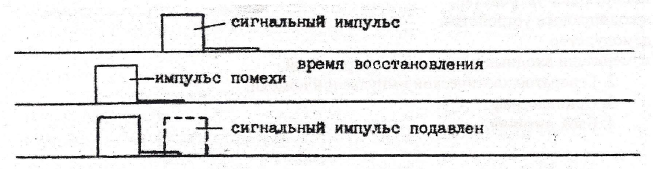 сигнальный импульс
время восстановления
импульс помехи
сигнальный импульс подавлен